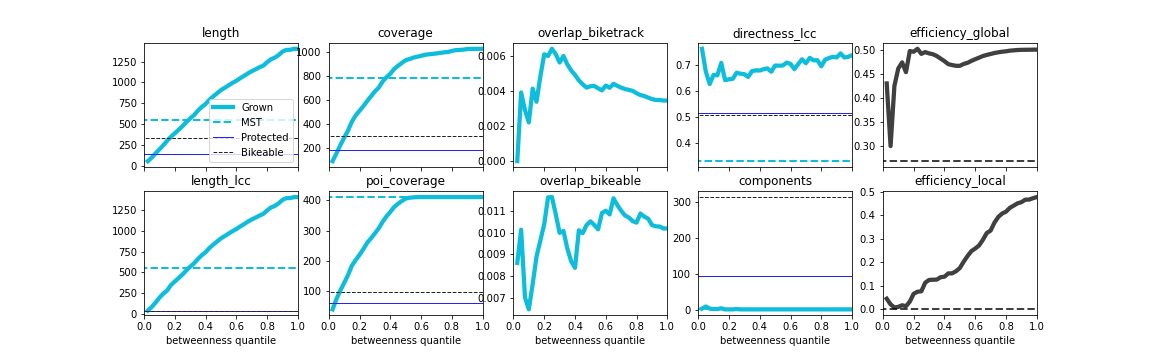 length
coverage
overlap_biketrack
directness_lcc
efficiency_global
1250
1000
750
500
250
0
Grown
MST
Protected
Bikeable
1000
800
600
400
200
0.006
0.004
0.002
0.000
0.7
0.6
0.5
0.4
0.50
0.45
0.40
0.35
0.30
length_lcc
poi_coverage
overlap_bikeable
components
efficiency_local
1250
1000
750
500
250
0
0.0 0.2 0.4 0.6 0.8 1.0
betweenness quantile
400
300
200
100
0.0 0.2 0.4 0.6 0.8 1.0
betweenness quantile
0.011
0.010
0.009
0.008
0.007
0.0 0.2 0.4 0.6 0.8 1.0
betweenness quantile
300
200
100
0
0.0 0.2 0.4 0.6 0.8 1.0
betweenness quantile
0.5
0.4
0.3
0.2
0.1
0.0
0.0 0.2 0.4 0.6 0.8 1.0
betweenness quantile